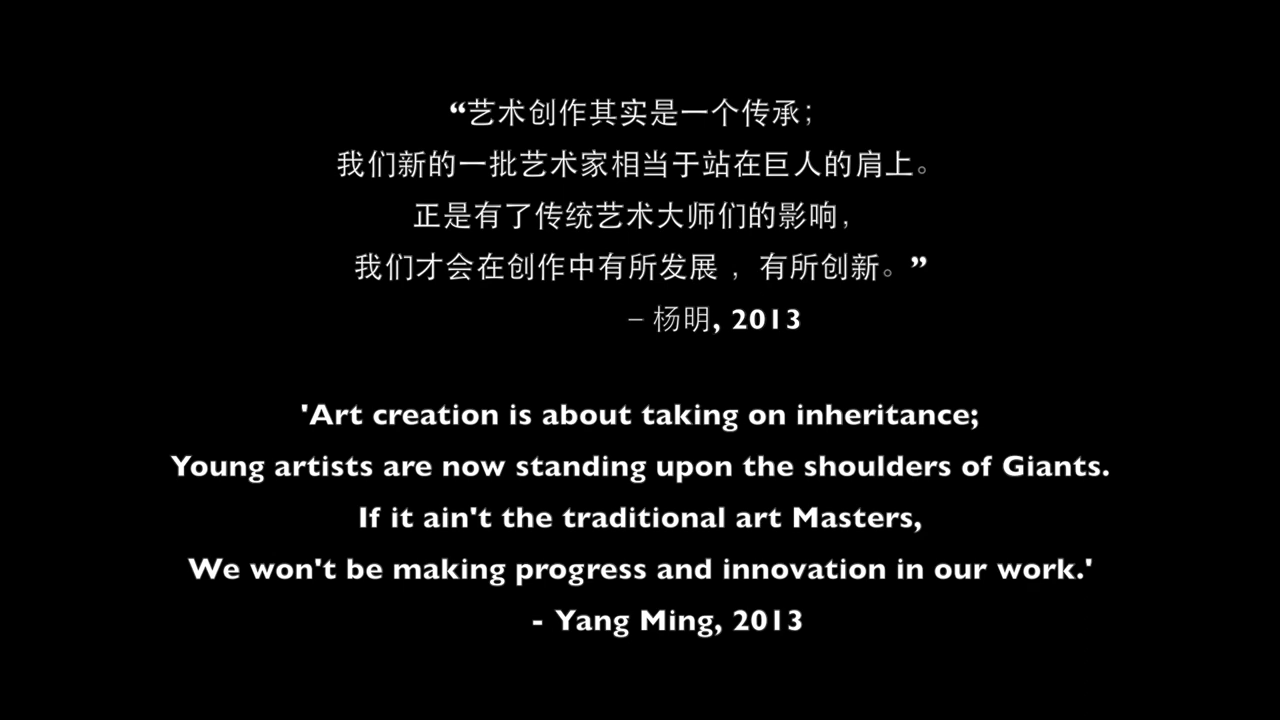 “艺术创作其实是一个传承；
我们新的一批艺术家相当于站在巨人的肩上。
正是有了传统艺术大师们的影响，
我们才会在创作中有所发展 ，有所创新。”
– 杨明, 2013
'Art creation is about taking on inheritance;
Young artists are now standing upon the shoulders of Giants.
If it ain't the traditional art Masters,
We won't be making progress and innovation in our work.'
- Yang Ming, 2013